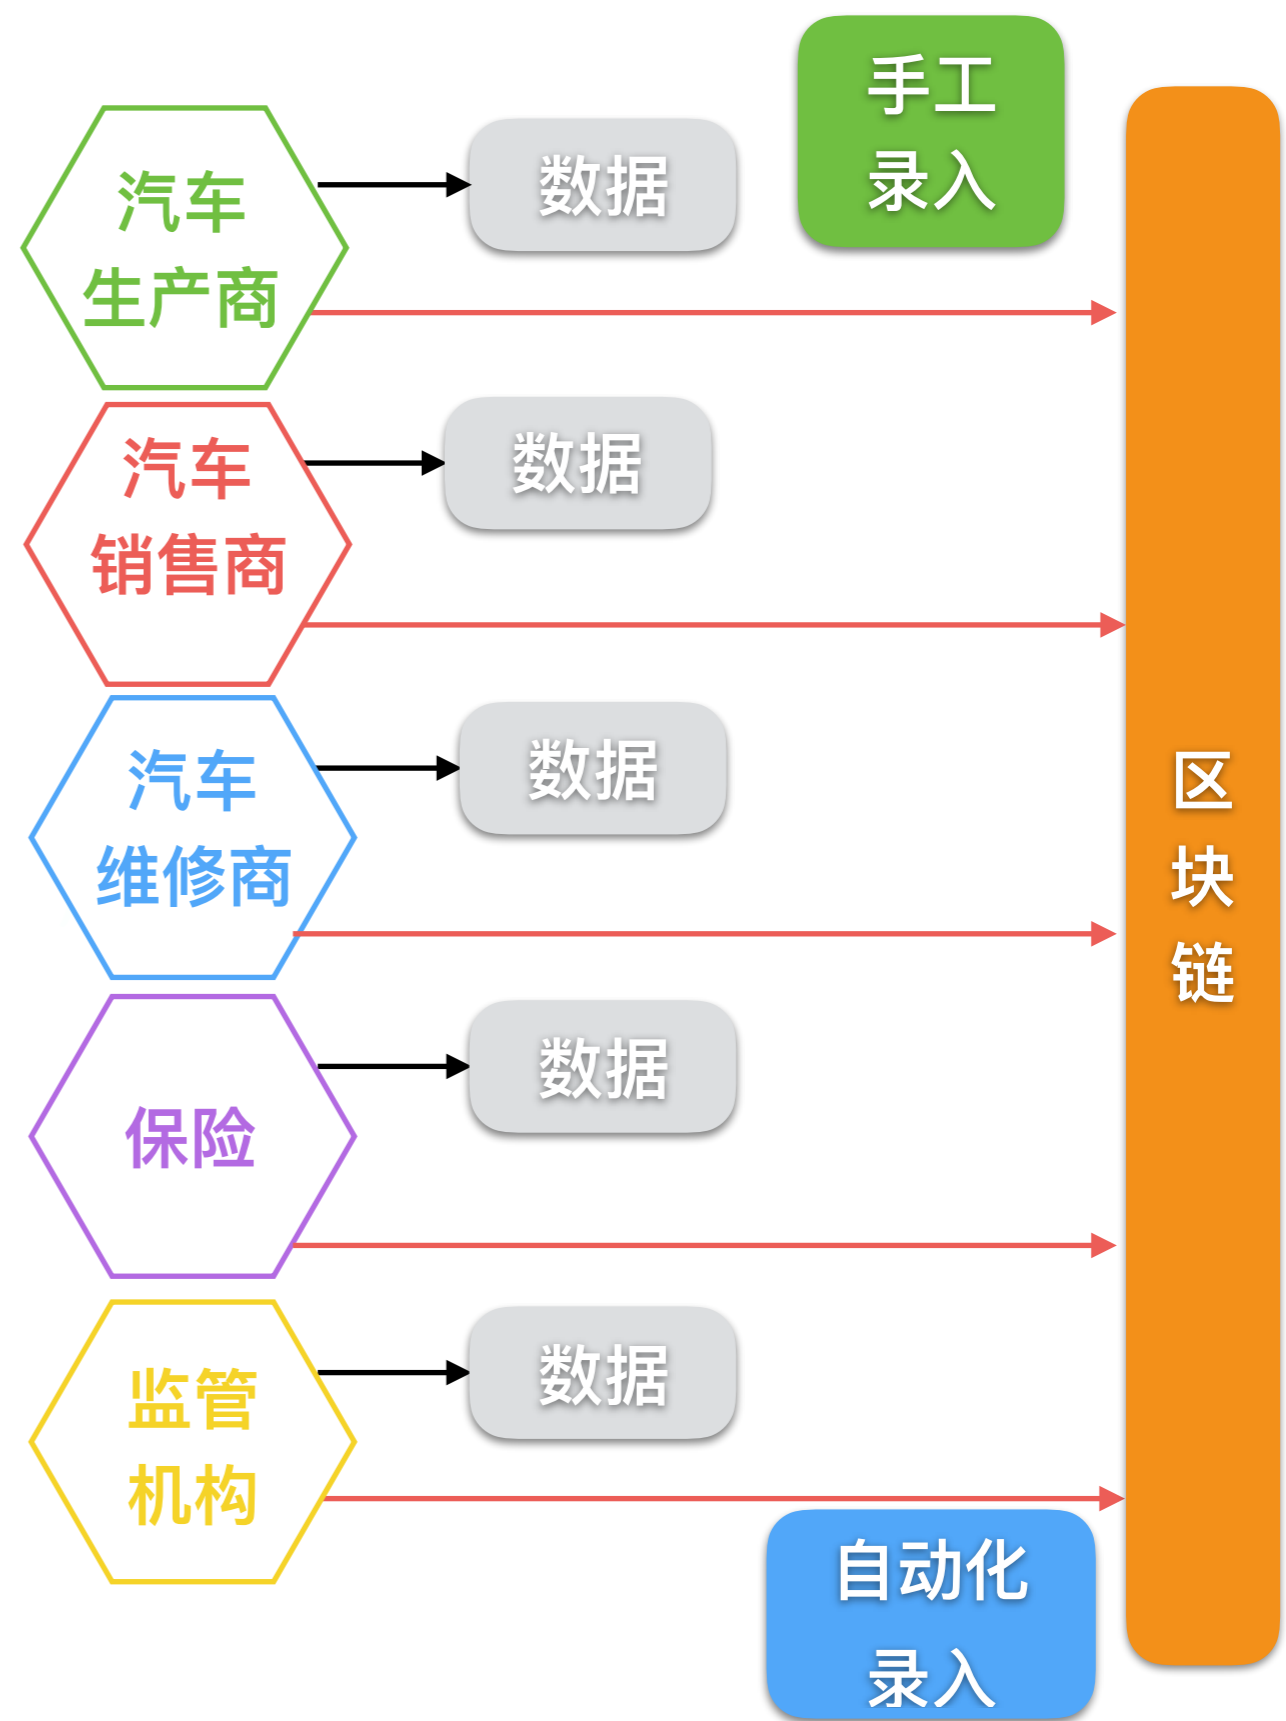 手工
录入
汽车
生产商
数据
汽车
销售商
数据
汽车
维修商
数据
区
块
链
保险
数据
监管
机构
数据
自动化
录入